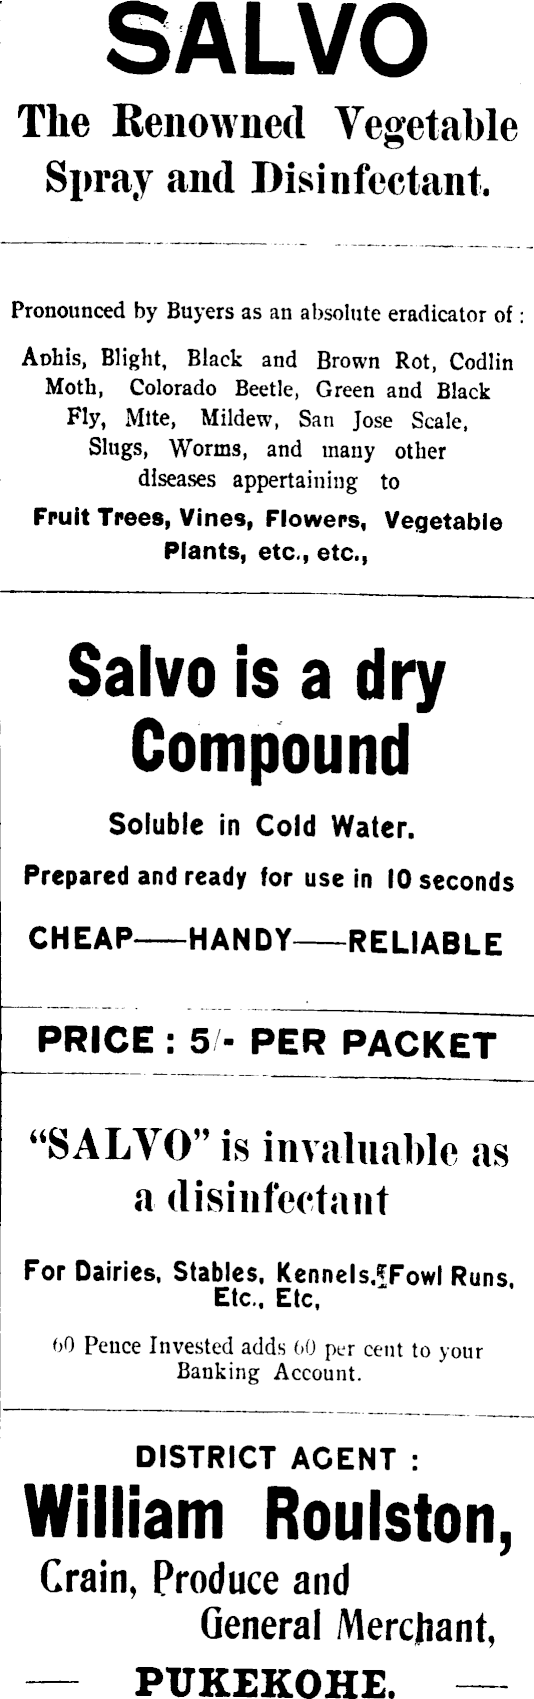 SALVO
The Renowned Vegetable
Spray and Disinfectant.
Pronounced by Buyers as an absolute eradicator of :
Aphis, Blight, Black and Brown Rot, Codlin
Moth, Colorado Beetle, Green and Black
Fly, Mite, Mildew, San Jose Scale,
Slugs, Worms, and many other
diseases appertaining to
Fruit Trees, Vines, Flowers, Vegetable
Plants, etc., etc.,
Salvo is a dry
Compound
Soluble in Cold Water.
Prepared and ready for use in 10 seconds
CHEAP—HANDY—RELIABLE
PRICE : 5/- PER PACKET
“SALVO” is invaluable as
a disinfectant
For Dairies, Stables, Kennels, Fowl Runs,
Etc., Etc,
60 Pence Invested adds 60 per cent to your
Banking Account.
DISTRICT AGENT :
William Roulston,
Grain, Produce and
General Merchant,
— PUKEKOHE. —